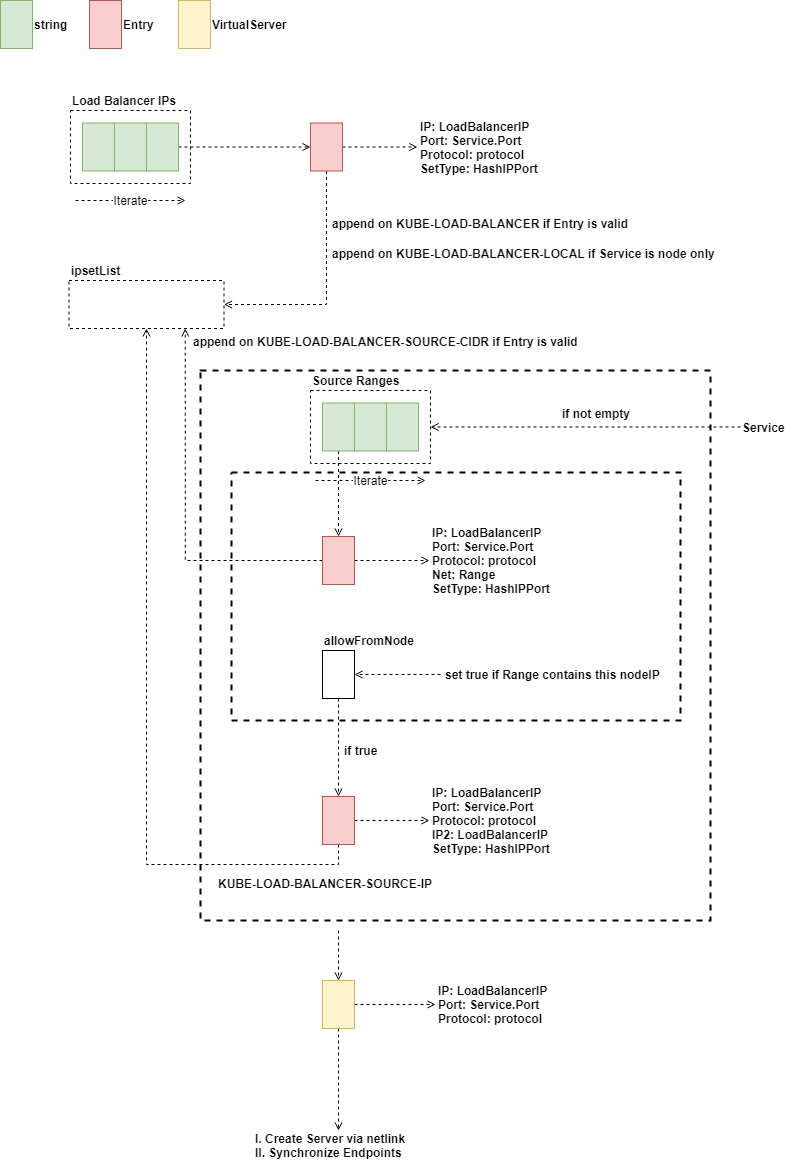 string
Entry
VirtualServer
Load Balancer IPs
IP: LoadBalancerIP
Port: Service.Port
Protocol: protocol
SetType: HashIPPort
Iterate
append on KUBE-LOAD-BALANCER if Entry is valid
append on KUBE-LOAD-BALANCER-LOCAL if Service is node only
ipsetList
append on KUBE-LOAD-BALANCER-SOURCE-CIDR if Entry is valid
Source Ranges
if not empty
Service
Iterate
IP: LoadBalancerIP
Port: Service.Port
Protocol: protocol
Net: Range
SetType: HashIPPort
allowFromNode
set true if Range contains this nodeIP
if true
IP: LoadBalancerIP
Port: Service.Port
Protocol: protocol
IP2: LoadBalancerIP
SetType: HashIPPort
KUBE-LOAD-BALANCER-SOURCE-IP
IP: LoadBalancerIP
Port: Service.Port
Protocol: protocol
I. Create Server via netlink
II. Synchronize Endpoints